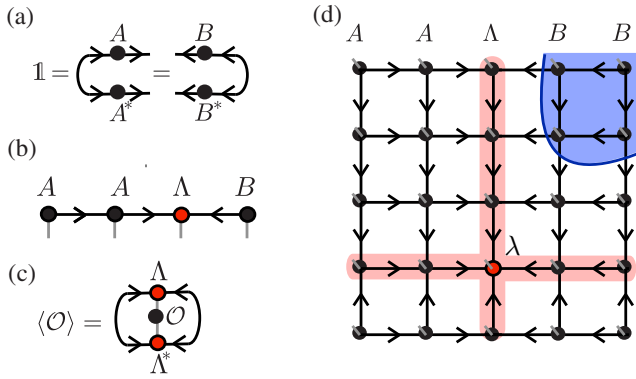 (a)
A
B
𝟙 = =
A*
B*
(b)
A A Λ B
(c)
Λ
⟨𝒪⟩ = 𝒪
Λ*
(d)
A A Λ B B
λ